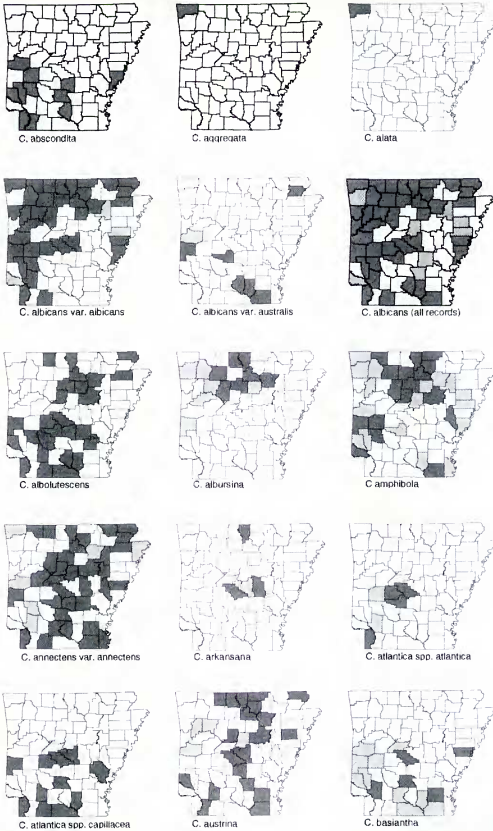 C. abscondita
C. aggregata
C. alata
C. albicans var. albicans
C. albicans var. australis
C. albicans (all records)
C. albolutescens
C. albursina
C amphibola
C. annectens var. annectens
C. arkansana
C. atlantica spp. atlantica
C. atlantica spp. capillacea
C. austrina
C. basiantha